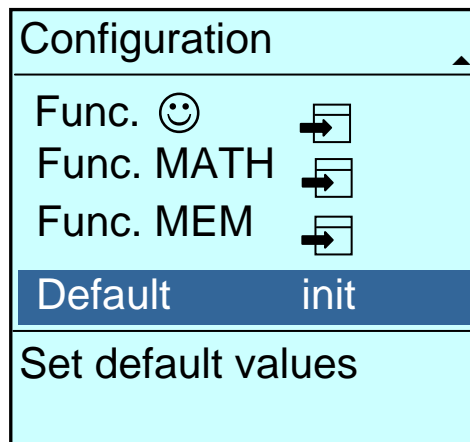 Configuration
Func. ☺
Func. MATH
Func. MEM
Default init
Set default values